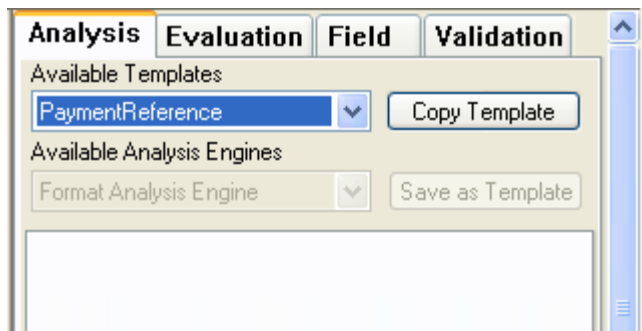 Analysis Evaluation Field Validation
Available Templates
PaymentReference Copy Template
Available Analysis Engines
Format Analysis Engine Save as Template